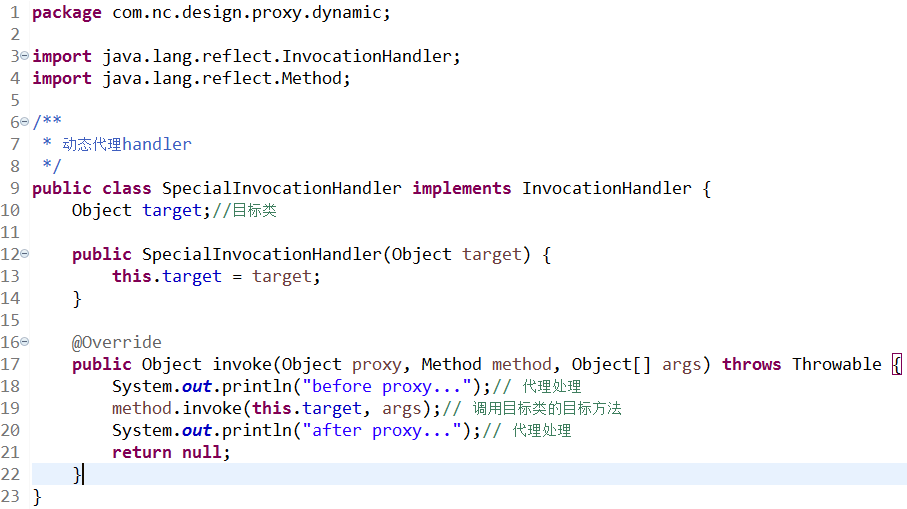 1 package com.nc.design.proxy.dynamic;
2
3 import java.lang.reflect.InvocationHandler;
4 import java.lang.reflect.Method;
5
6 /**
7  * 动态代理handler
8  */
9 public class SpecialInvocationHandler implements InvocationHandler {
10     Object target;//目标类
11
12     public SpecialInvocationHandler(Object target) {
13         this.target = target;
14     }
15
16     @Override
17     public Object invoke(Object proxy, Method method, Object[] args) throws Throwable {
18         System.out.println("before proxy...");// 代理处理
19         method.invoke(this.target, args);// 调用目标类的目标方法
20         System.out.println("after proxy...");// 代理处理
21         return null;
22     }
23 }